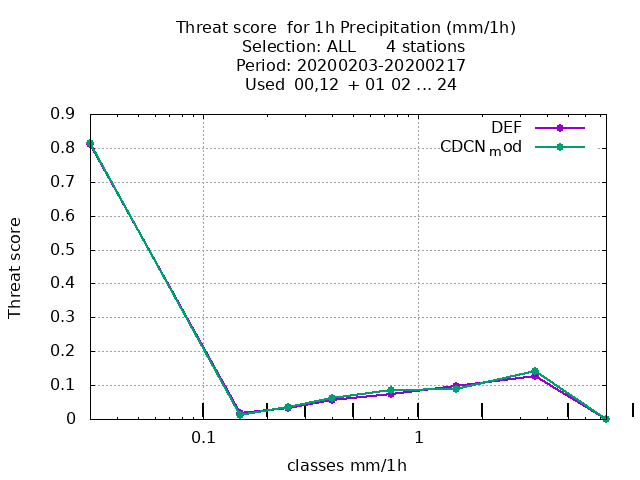 Threat score  for 1h Precipitation (mm/1h)
Selection: ALL      4 stations
Period: 20200203-20200217
Used  00,12  + 01 02 ... 24
DEF
CDCN_mod
Threat score
0.9
0.8
0.7
0.6
0.5
0.4
0.3
0.2
0.1
0
0.1
1
classes mm/1h